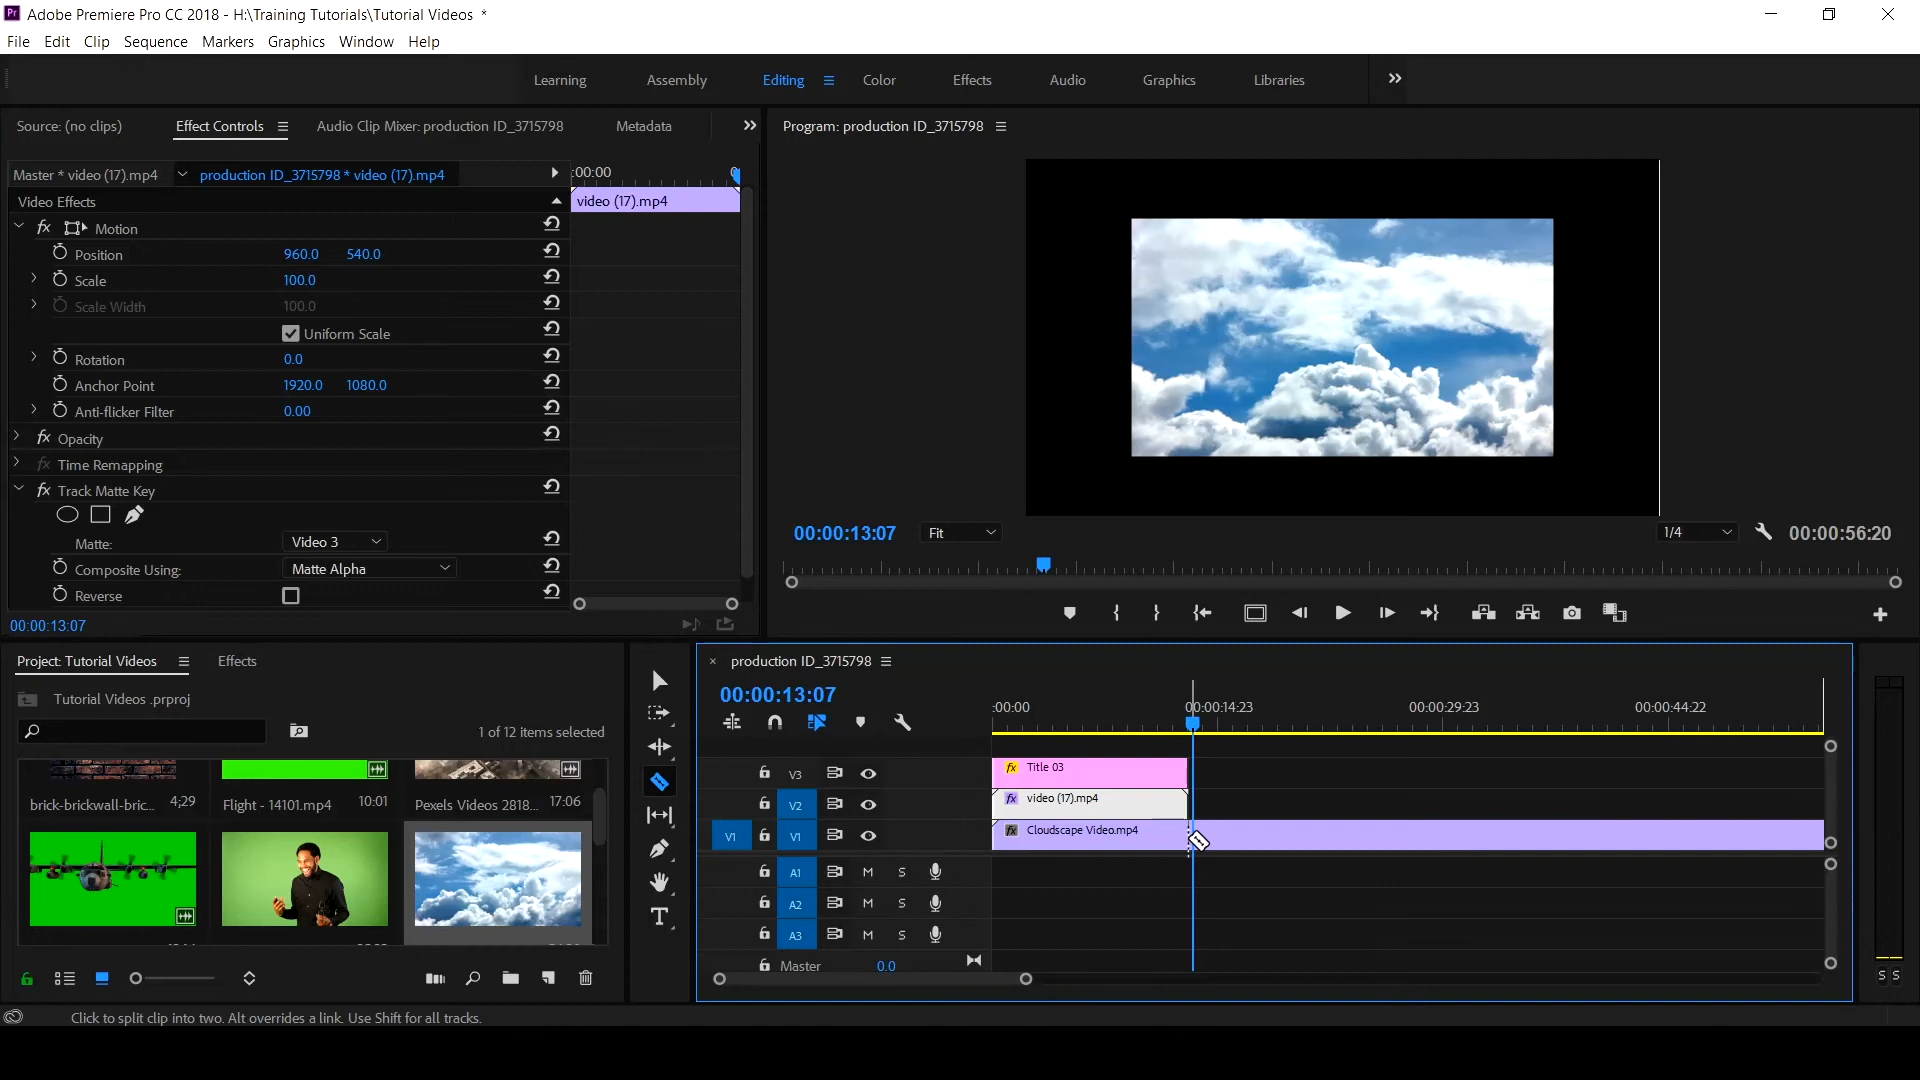 Pr Adobe Premiere Pro CC 2018 - H:\Training Tutorials\Tutorial Videos *
File Edit Clip Sequence Markers Graphics Window Help
Learning Assembly Editing Color Effects Audio Graphics Libraries
Source: (no clips) Effect Controls Audio Clip Mixer: production ID_3715798 Metadata
Program: production ID_3715798
Master * video (17).mp4 production ID_3715798 * video (17).mp4
:00:00
Video Effects
video (17).mp4
fx Motion
Position 960.0 540.0
Scale 100.0
Scale Width 100.0
Uniform Scale
Rotation 0.0
Anchor Point 1920.0 1080.0
Anti-flicker Filter 0.00
fx Opacity
fx Time Remapping
fx Track Matte Key
Matte: Video 3
Composite Using: Matte Alpha
Reverse
00:00:13:07
00:00:13:07 Fit 1/4 00:00:56:20
Project: Tutorial Videos Effects
Tutorial Videos .prproj
1 of 12 items selected
brick-brickwall-bric... 4;29
Flight - 14101.mp4 10:01
Pexels Videos 2818... 17:06
T
production ID_3715798
00:00:13:07
:00:00 00:00:14:23 00:00:29:23 00:00:44:22
V3 fx Title 03
V2 fx video (17).mp4
V1 V1 fx Cloudscape Video.mp4
A1 M S
A2 M S
A3 M S
Master 0.0
S S
Click to split clip into two. Alt overrides a link. Use Shift for all tracks.